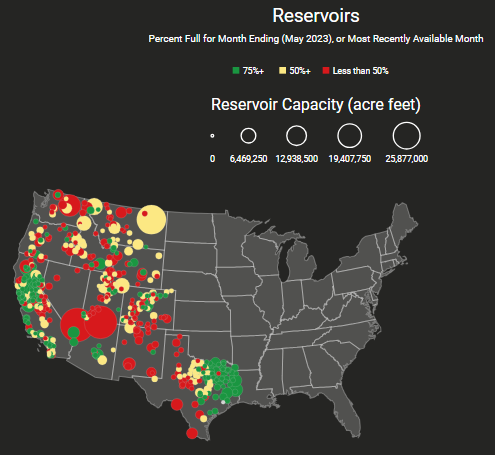 Reservoirs
Percent Full for Month Ending (May 2023), or Most Recently Available Month
75%+ 50%+ Less than 50%
Reservoir Capacity (acre feet)
0 6,469,250 12,938,500 19,407,750 25,877,000